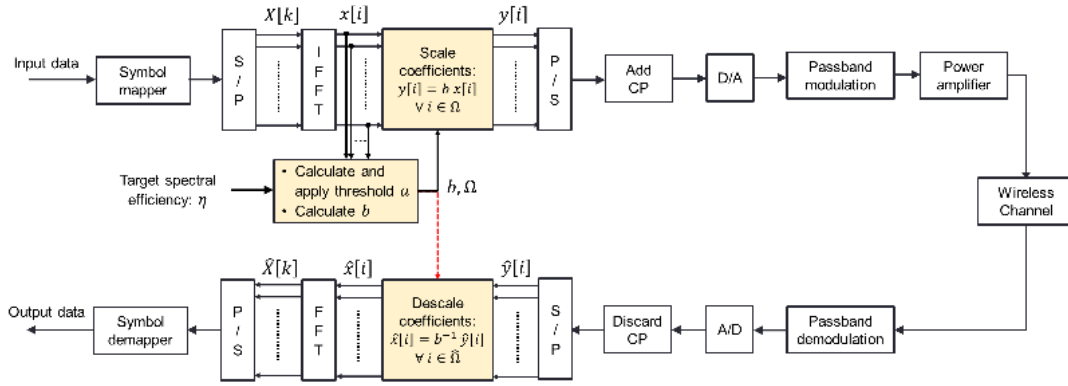 X[k]
x[i]
y[i]
Input data
Symbol
mapper
S
/
P
I
F
F
T
Scale
coefficients:
y[i] = b x[i]
∀ i ∈ Ω
P
/
S
Add
CP
D/A
Passband
modulation
Power
amplifier
Target spectral
efficiency: η
• Calculate and
apply threshold a
• Calculate b
b, Ω
Wireless
Channel
X̂[k]
x̂[i]
ŷ[i]
Output data
Symbol
demapper
P
/
S
F
F
T
Descale
coefficients:
x̂[i] = b⁻¹ ŷ[i]
∀ i ∈ Ω̂
S
/
P
Discard
CP
A/D
Passband
demodulation